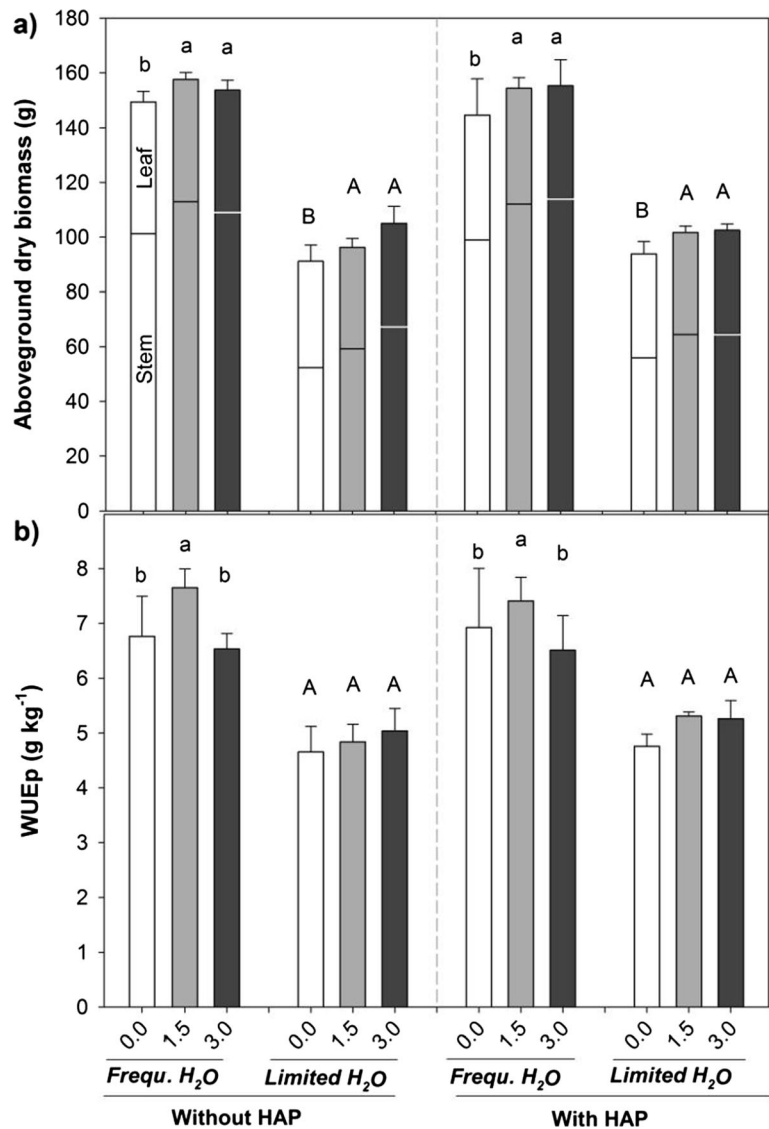 a)
Aboveground dry biomass (g)
180
160
140
120
100
80
60
40
20
0
Leaf
Stem
b a a
B A A
b a a
B A A
b)
WUEp (g kg⁻¹)
8
7
6
5
4
3
2
1
0
b a b
A A A
b a b
A A A
0.0 1.5 3.0 0.0 1.5 3.0 0.0 1.5 3.0 0.0 1.5 3.0
Frequ. H₂O Limited H₂O Frequ. H₂O Limited H₂O
Without HAP With HAP